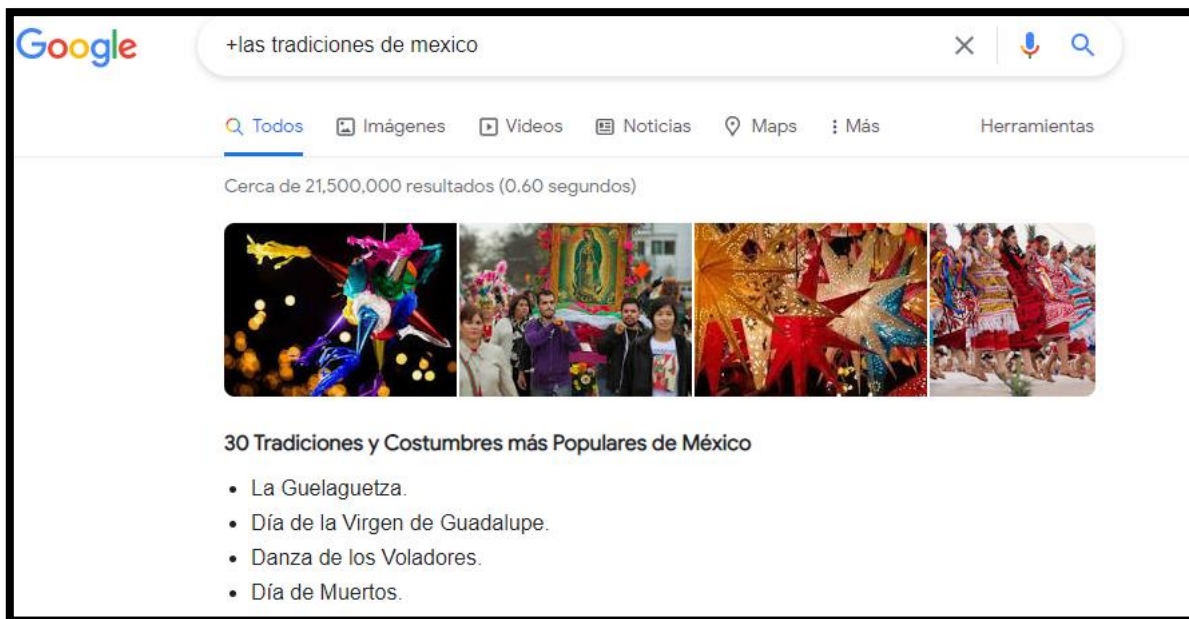 Google
+las tradiciones de mexico
Todos Imágenes Videos Noticias Maps Más Herramientas
Cerca de 21,500,000 resultados (0.60 segundos)
30 Tradiciones y Costumbres más Populares de México
• La Guelaguetza.
• Día de la Virgen de Guadalupe.
• Danza de los Voladores.
• Día de Muertos.